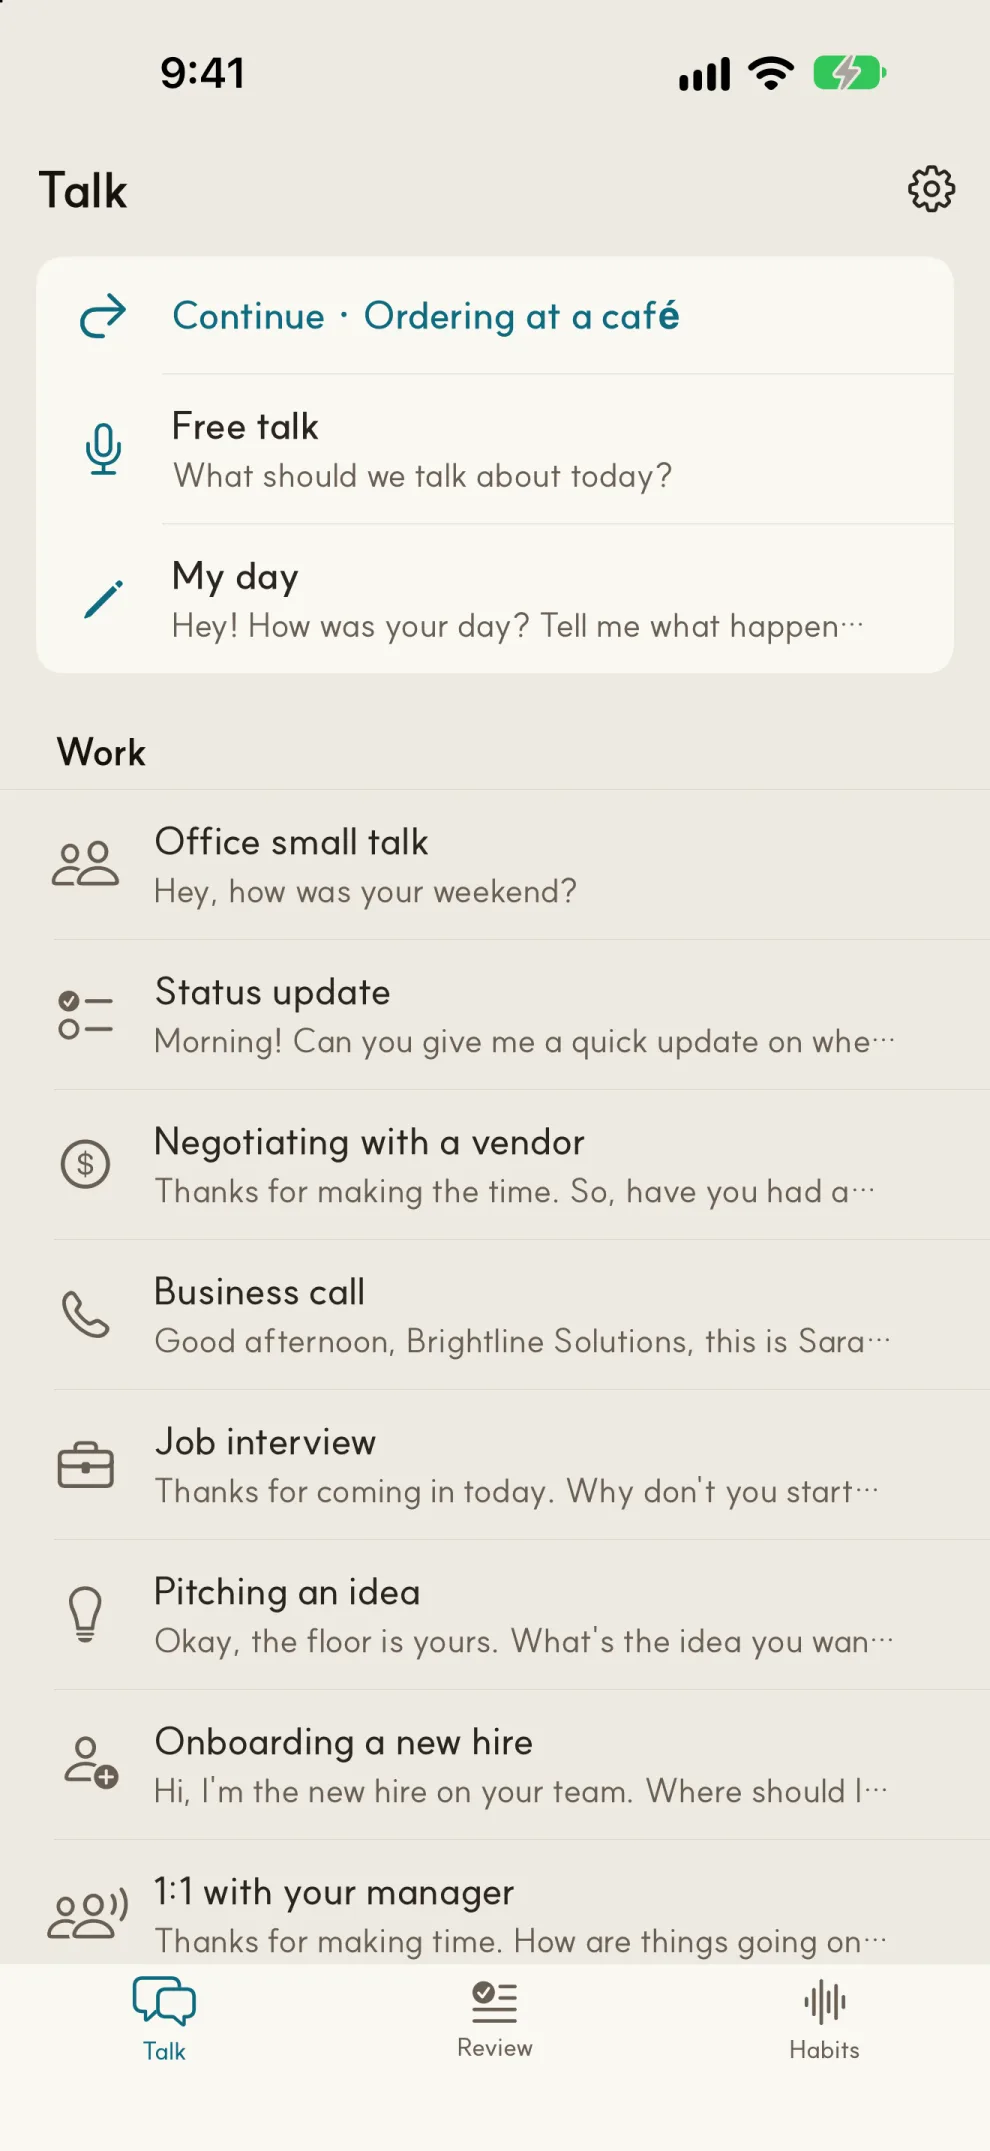 9:41
Talk
Continue · Ordering at a café
Free talk
What should we talk about today?
My day
Hey! How was your day? Tell me what happen…
Work
Office small talk
Hey, how was your weekend?
Status update
Morning! Can you give me a quick update on whe…
Negotiating with a vendor
Thanks for making the time. So, have you had a…
Business call
Good afternoon, Brightline Solutions, this is Sara…
Job interview
Thanks for coming in today. Why don't you start…
Pitching an idea
Okay, the floor is yours. What's the idea you wan…
Onboarding a new hire
Hi, I'm the new hire on your team. Where should I…
1:1 with your manager
Thanks for making time. How are things going on…
Talk
Review
Habits